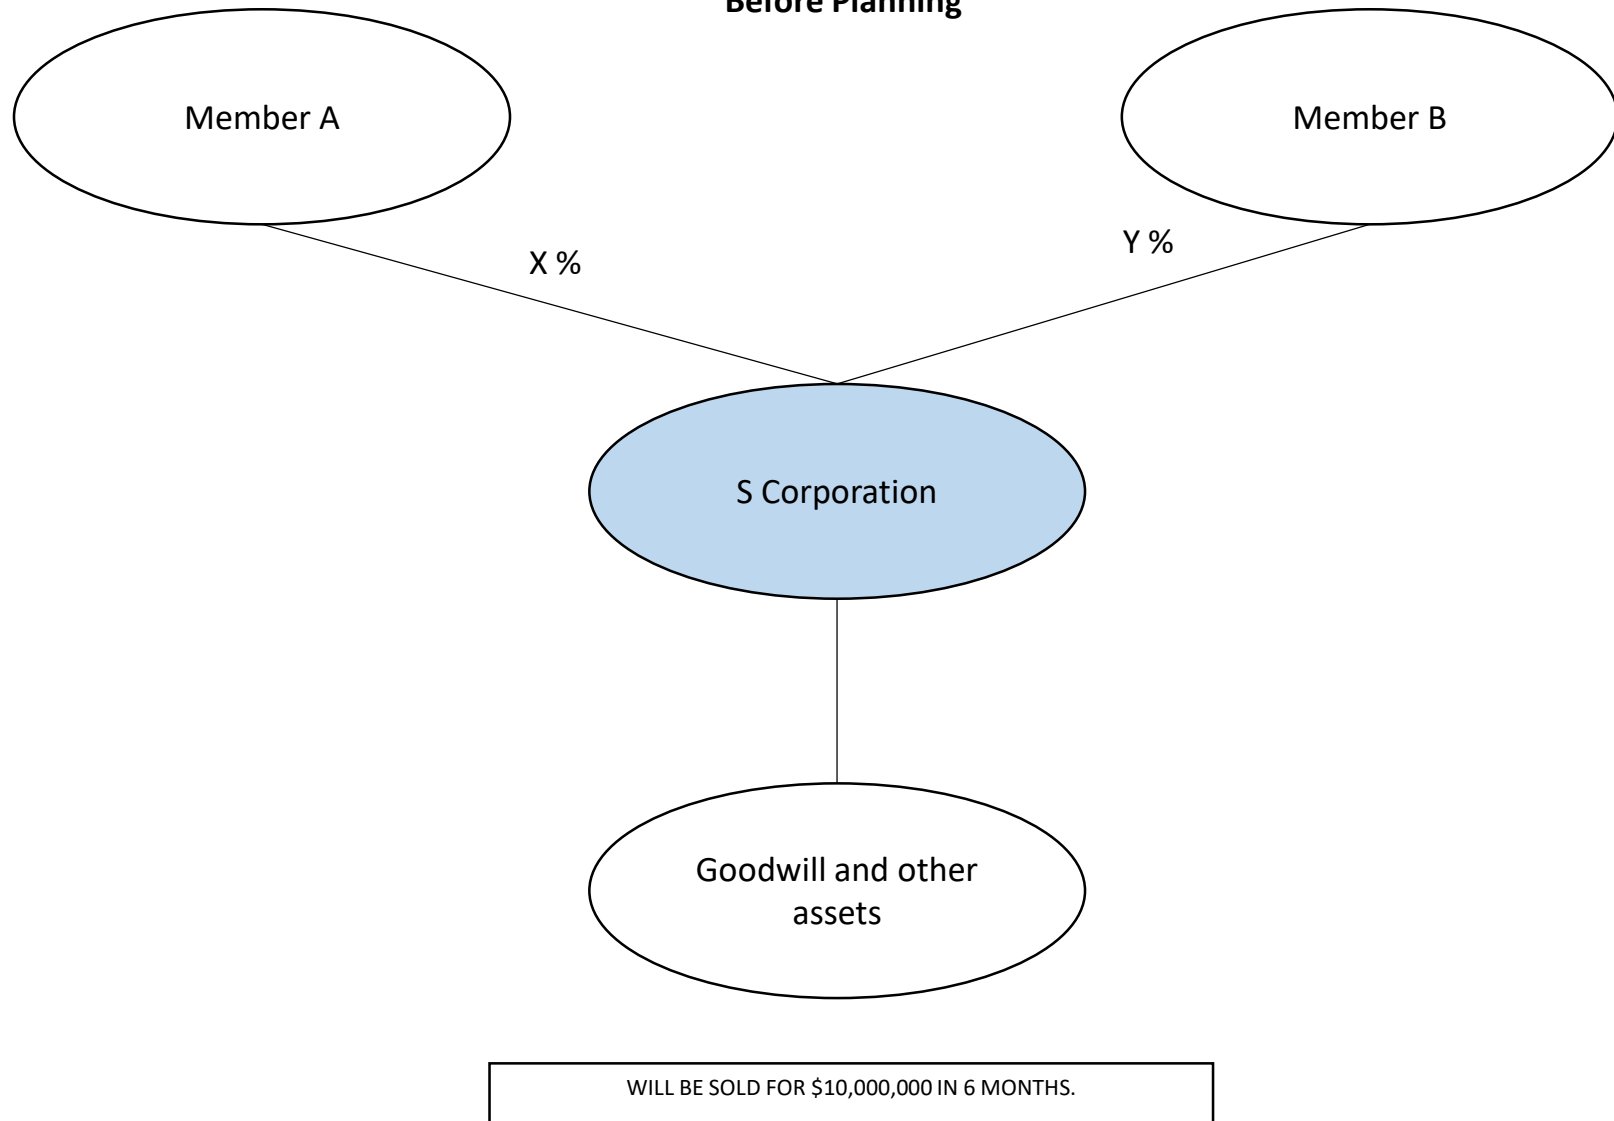 Before Planning
Member A
Member B
X %
Y %
S Corporation
Goodwill and other
assets
WILL BE SOLD FOR $10,000,000 IN 6 MONTHS.